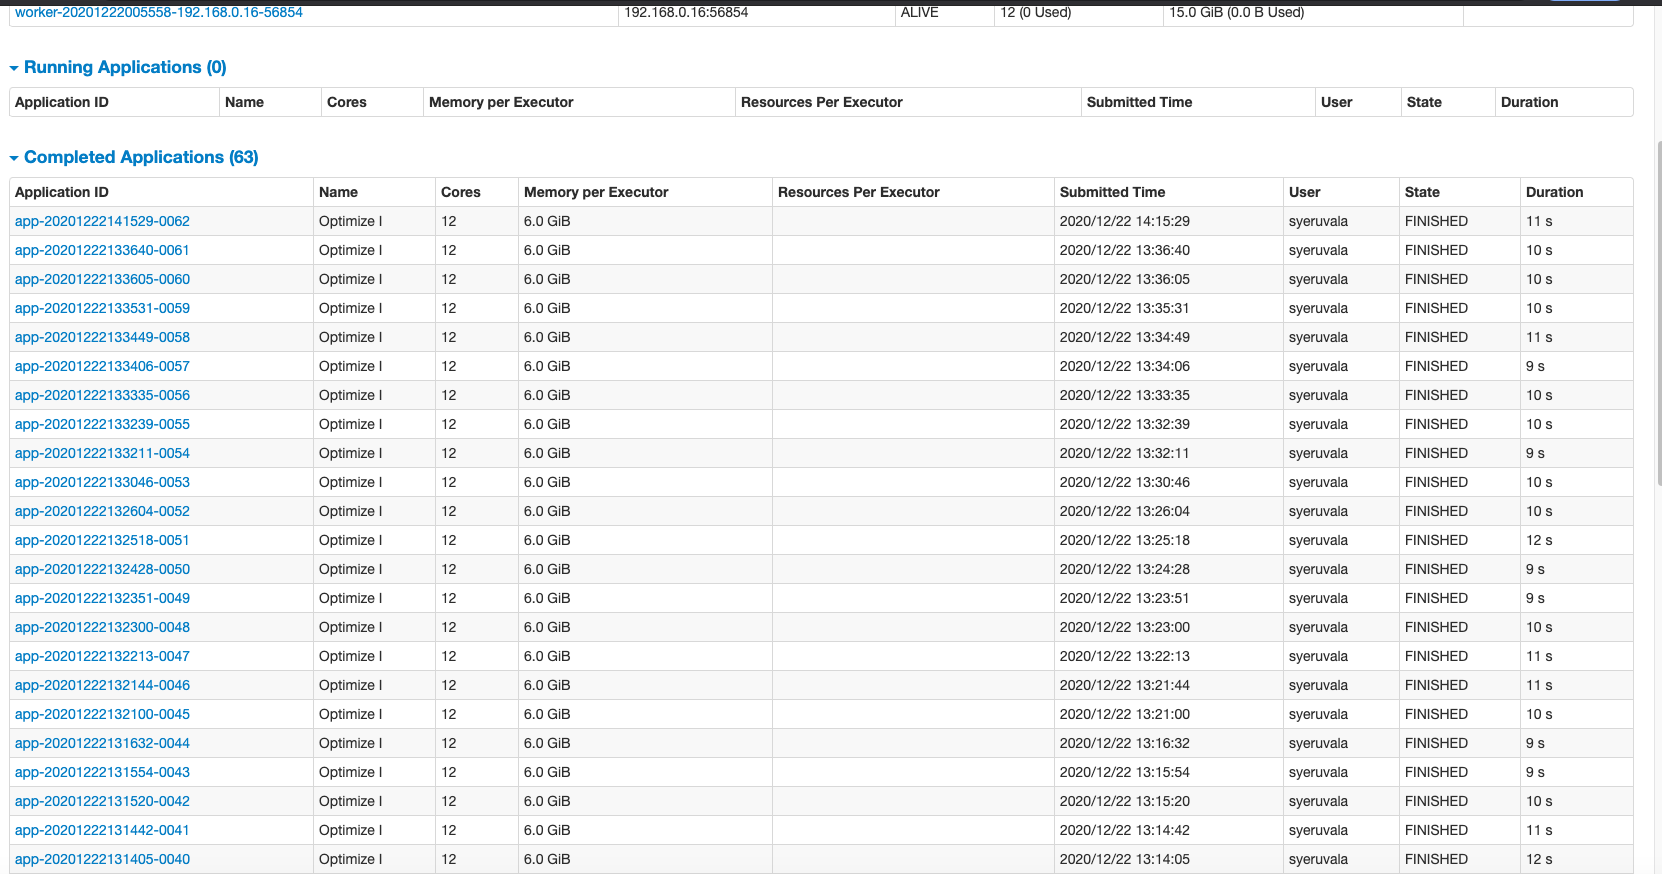 worker-20201222005558-192.168.0.16-56854 192.168.0.16:56854 ALIVE 12 (0 Used) 15.0 GiB (0.0 B Used)
Running Applications (0)
Application ID Name Cores Memory per Executor Resources Per Executor Submitted Time User State Duration
Completed Applications (63)
Application ID Name Cores Memory per Executor Resources Per Executor Submitted Time User State Duration
app-20201222141529-0062 Optimize I 12 6.0 GiB 2020/12/22 14:15:29 syeruvala FINISHED 11 s
app-20201222133640-0061 Optimize I 12 6.0 GiB 2020/12/22 13:36:40 syeruvala FINISHED 10 s
app-20201222133605-0060 Optimize I 12 6.0 GiB 2020/12/22 13:36:05 syeruvala FINISHED 10 s
app-20201222133531-0059 Optimize I 12 6.0 GiB 2020/12/22 13:35:31 syeruvala FINISHED 10 s
app-20201222133449-0058 Optimize I 12 6.0 GiB 2020/12/22 13:34:49 syeruvala FINISHED 11 s
app-20201222133406-0057 Optimize I 12 6.0 GiB 2020/12/22 13:34:06 syeruvala FINISHED 9 s
app-20201222133335-0056 Optimize I 12 6.0 GiB 2020/12/22 13:33:35 syeruvala FINISHED 10 s
app-20201222133239-0055 Optimize I 12 6.0 GiB 2020/12/22 13:32:39 syeruvala FINISHED 10 s
app-20201222133211-0054 Optimize I 12 6.0 GiB 2020/12/22 13:32:11 syeruvala FINISHED 9 s
app-20201222133046-0053 Optimize I 12 6.0 GiB 2020/12/22 13:30:46 syeruvala FINISHED 10 s
app-20201222132604-0052 Optimize I 12 6.0 GiB 2020/12/22 13:26:04 syeruvala FINISHED 10 s
app-20201222132518-0051 Optimize I 12 6.0 GiB 2020/12/22 13:25:18 syeruvala FINISHED 12 s
app-20201222132428-0050 Optimize I 12 6.0 GiB 2020/12/22 13:24:28 syeruvala FINISHED 9 s
app-20201222132351-0049 Optimize I 12 6.0 GiB 2020/12/22 13:23:51 syeruvala FINISHED 9 s
app-20201222132300-0048 Optimize I 12 6.0 GiB 2020/12/22 13:23:00 syeruvala FINISHED 10 s
app-20201222132213-0047 Optimize I 12 6.0 GiB 2020/12/22 13:22:13 syeruvala FINISHED 11 s
app-20201222132144-0046 Optimize I 12 6.0 GiB 2020/12/22 13:21:44 syeruvala FINISHED 11 s
app-20201222132100-0045 Optimize I 12 6.0 GiB 2020/12/22 13:21:00 syeruvala FINISHED 10 s
app-20201222131632-0044 Optimize I 12 6.0 GiB 2020/12/22 13:16:32 syeruvala FINISHED 9 s
app-20201222131554-0043 Optimize I 12 6.0 GiB 2020/12/22 13:15:54 syeruvala FINISHED 9 s
app-20201222131520-0042 Optimize I 12 6.0 GiB 2020/12/22 13:15:20 syeruvala FINISHED 10 s
app-20201222131442-0041 Optimize I 12 6.0 GiB 2020/12/22 13:14:42 syeruvala FINISHED 11 s
app-20201222131405-0040 Optimize I 12 6.0 GiB 2020/12/22 13:14:05 syeruvala FINISHED 12 s